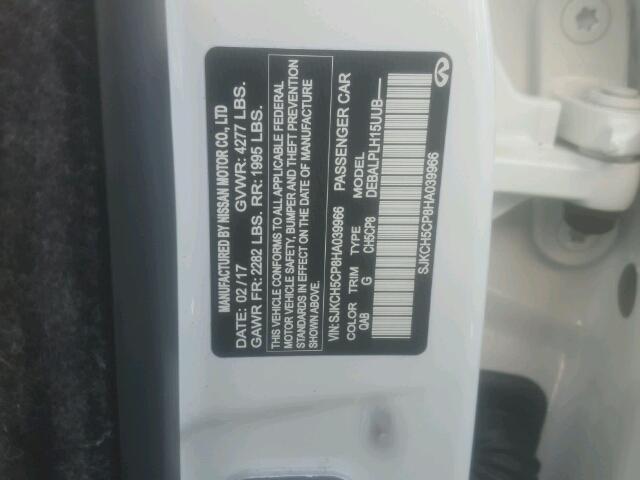 MANUFACTURED BY NISSAN MOTOR CO., LTD
DATE: 02/17 GVWR: 4277 LBS.
GAWR FR: 2282 LBS. RR: 1995 LBS.
THIS VEHICLE CONFORMS TO ALL APPLICABLE FEDERAL
MOTOR VEHICLE SAFETY, BUMPER AND THEFT PREVENTION
STANDARDS IN EFFECT ON THE DATE OF MANUFACTURE
SHOWN ABOVE.
VIN: SJKCH5CP8HA039966 PASSENGER CAR
COLOR TRIM TYPE MODEL
QAB G CH5CP8 DEBALPLH15UUB----
SJKCH5CP8HA039966